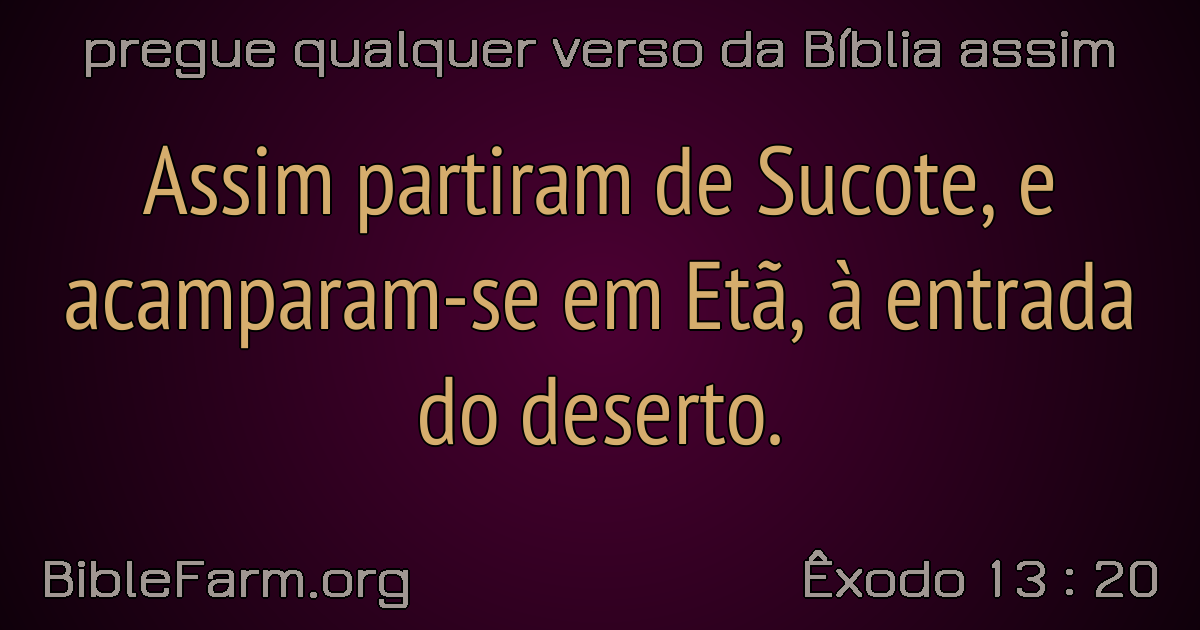 pregue qualquer verso da Bíblia assim
Assim partiram de Sucote, e
acamparam-se em Etã, à entrada
do deserto.
BibleFarm.org
Êxodo 13 : 20